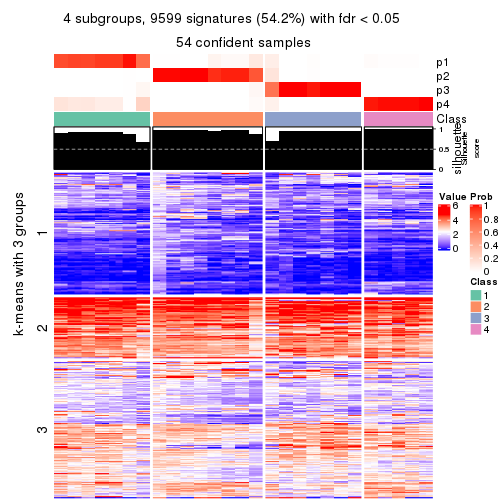 4 subgroups, 9599 signatures (54.2%) with fdr < 0.05
54 confident samples
p1
p2
p3
p4
Class
silhouette
Silhouette
score
1
0.5
0
k-means with 3 groups
1
2
3
Value
6
4
2
0
Prob
1
0.8
0.6
0.4
0.2
0
Class
1
2
3
4